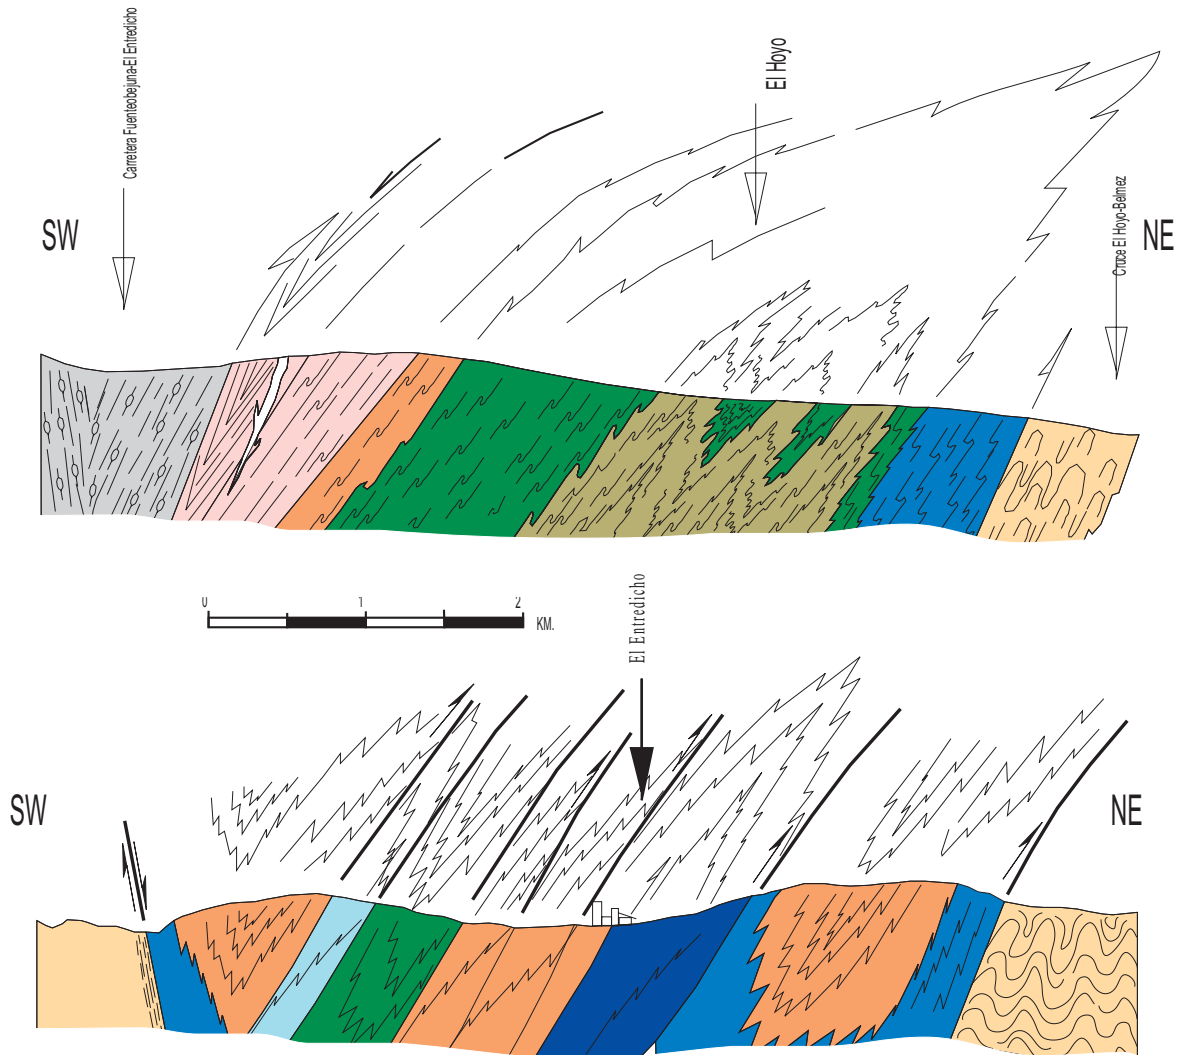 Carretera Fuenteobejuna-El Entredicho
El Hoyo
Cruce El Hoyo-Belmez
SW
NE
0 1 2
KM.
El Entredicho
SW
NE